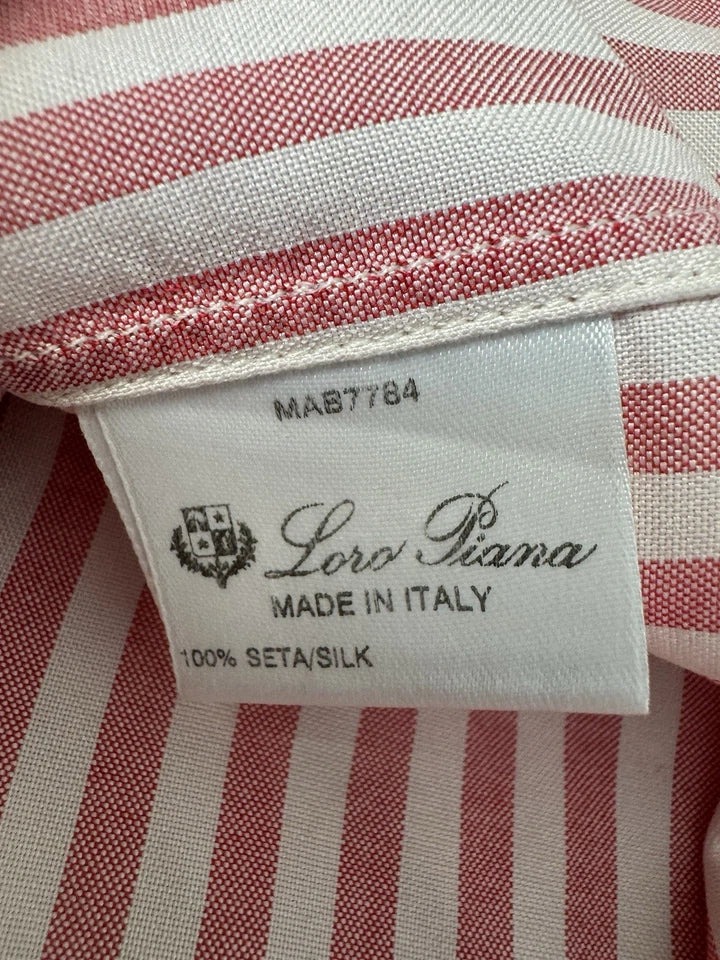 MAB7784
Loro Piana
MADE IN ITALY
100% SETA/SILK